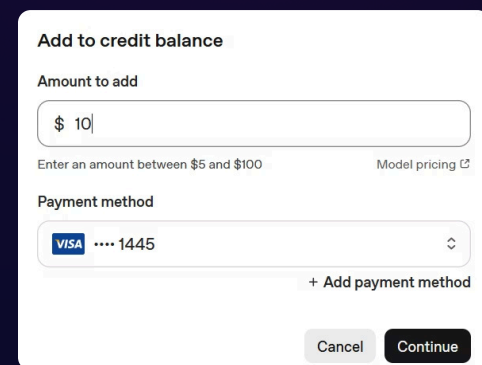 Add to credit balance
Amount to add
$ 10
Enter an amount between $5 and $100 Model pricing
Payment method
VISA •••• 1445
+ Add payment method
Cancel Continue